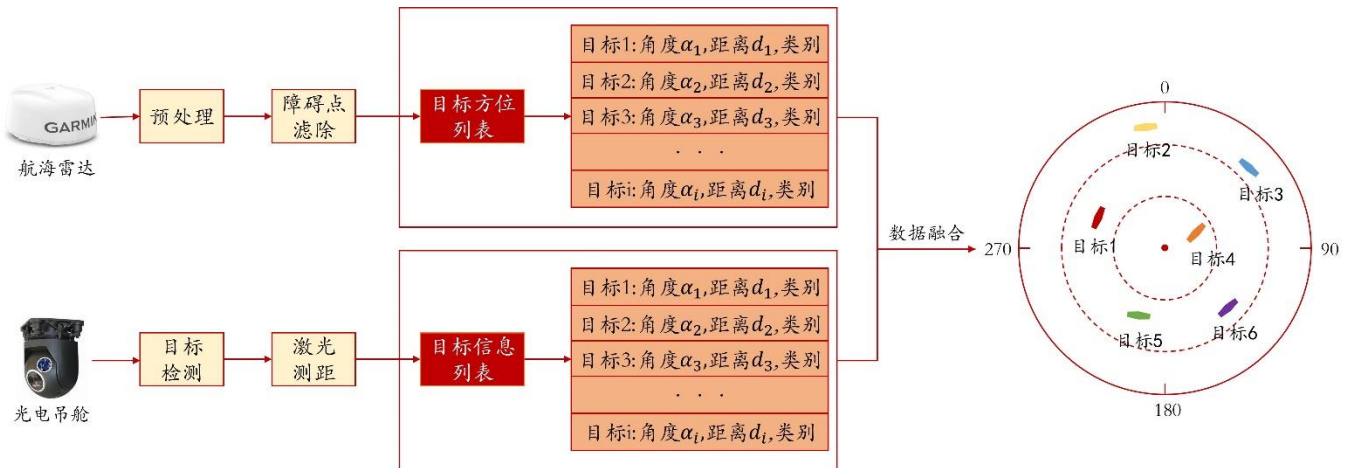 GARMIN
航海雷达
预处理
障碍点
滤除
目标方位
列表
目标1:角度α₁,距离d₁,类别
目标2:角度α₂,距离d₂,类别
目标3:角度α₃,距离d₃,类别
· · ·
目标i:角度αᵢ,距离dᵢ,类别
光电吊舱
目标
检测
激光
测距
目标信息
列表
目标1:角度α₁,距离d₁,类别
目标2:角度α₂,距离d₂,类别
目标3:角度α₃,距离d₃,类别
· · ·
目标i:角度αᵢ,距离dᵢ,类别
数据融合
0
目标2
目标3
目标1
270
目标4
90
目标5
目标6
180